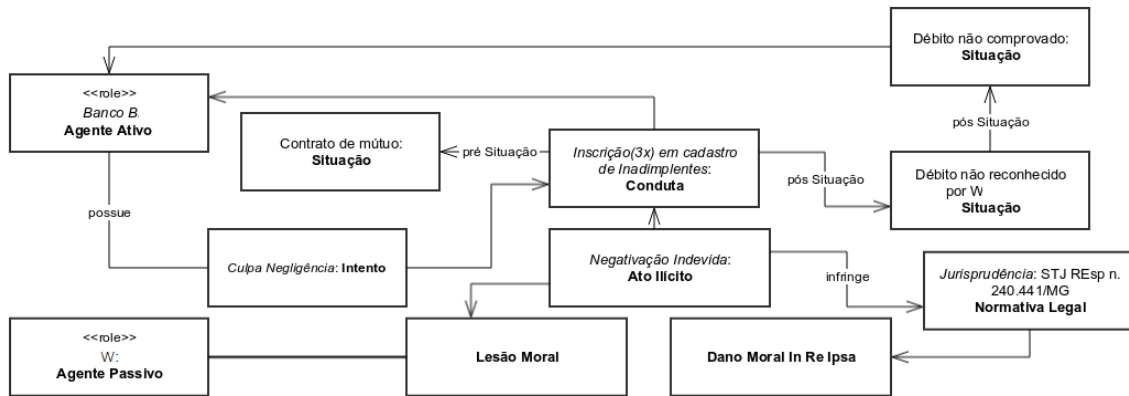 Débito não comprovado:
Situação
<<role>>
Banco B.
Agente Ativo
Contrato de mútuo:
Situação
pré Situação
Inscrição(3x) em cadastro
de Inadimplentes:
Conduta
pós Situação
pós Situação
Débito não reconhecido
por W
Situação
possue
Culpa Negligência: Intento
Negativação Indevida:
Ato Ilícito
infringe
Jurisprudência: STJ REsp n.
240.441/MG
Normativa Legal
<<role>>
W:
Agente Passivo
Lesão Moral
Dano Moral In Re Ipsa